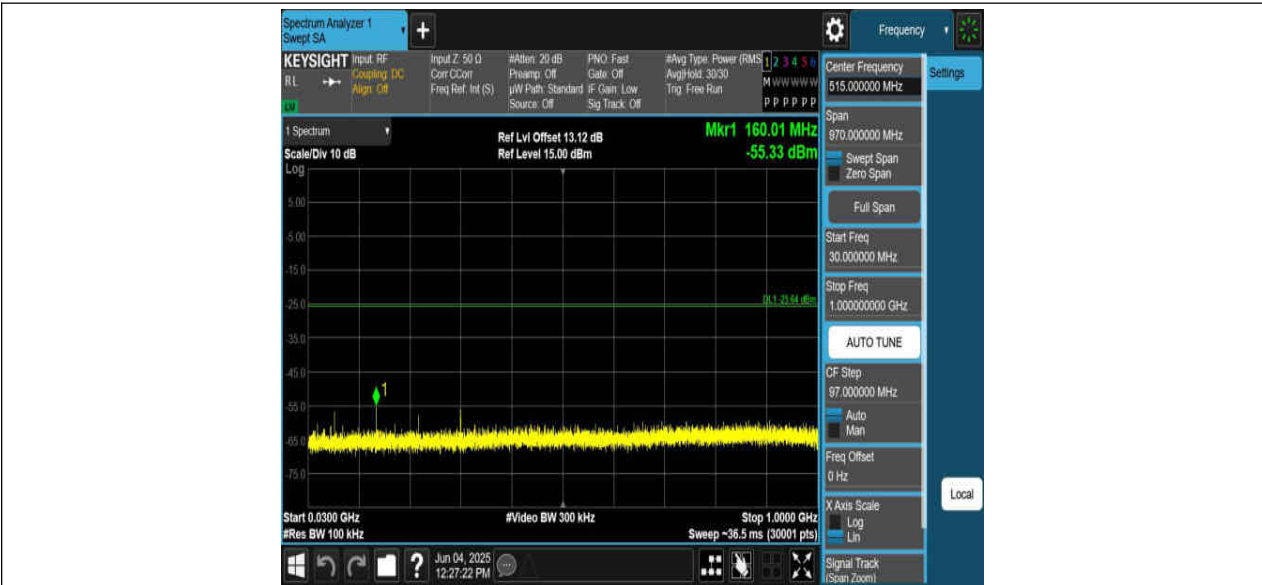 Spectrum Analyzer 1
Swept SA
+
Frequency
KEYSIGHT
RL
LM
Input: RF
Coupling: DC
Align: Off
Input Z: 50 Ω
Corr CCorr
Freq Ref: Int (S)
#Atten: 20 dB
Preamp: Off
µW Path: Standard
Source: Off
PNO: Fast
Gate: Off
IF Gain: Low
Sig Track: Off
#Avg Type: Power (RMS
Avg|Hold: 30/30
Trig: Free Run
1 2 3 4 5 6
M W W W W W
P P P P P P
1 Spectrum
Scale/Div 10 dB
Log
Ref Lvl Offset 13.12 dB
Ref Level 15.00 dBm
Mkr1 160.01 MHz
-55.33 dBm
5.00
-5.00
-15.0
-25.0
-35.0
-45.0
-55.0
-65.0
-75.0
DL1 -25.64 dBm
1
Start 0.0300 GHz
#Res BW 100 kHz
#Video BW 300 kHz
Stop 1.0000 GHz
Sweep ~36.5 ms (30001 pts)
?
Jun 04, 2025
12:27:22 PM
Center Frequency
515.000000 MHz
Span
970.000000 MHz
Swept Span
Zero Span
Full Span
Start Freq
30.000000 MHz
Stop Freq
1.000000000 GHz
AUTO TUNE
CF Step
97.000000 MHz
Auto
Man
Freq Offset
0 Hz
X Axis Scale
Log
Lin
Signal Track
(Span Zoom)
Settings
Local